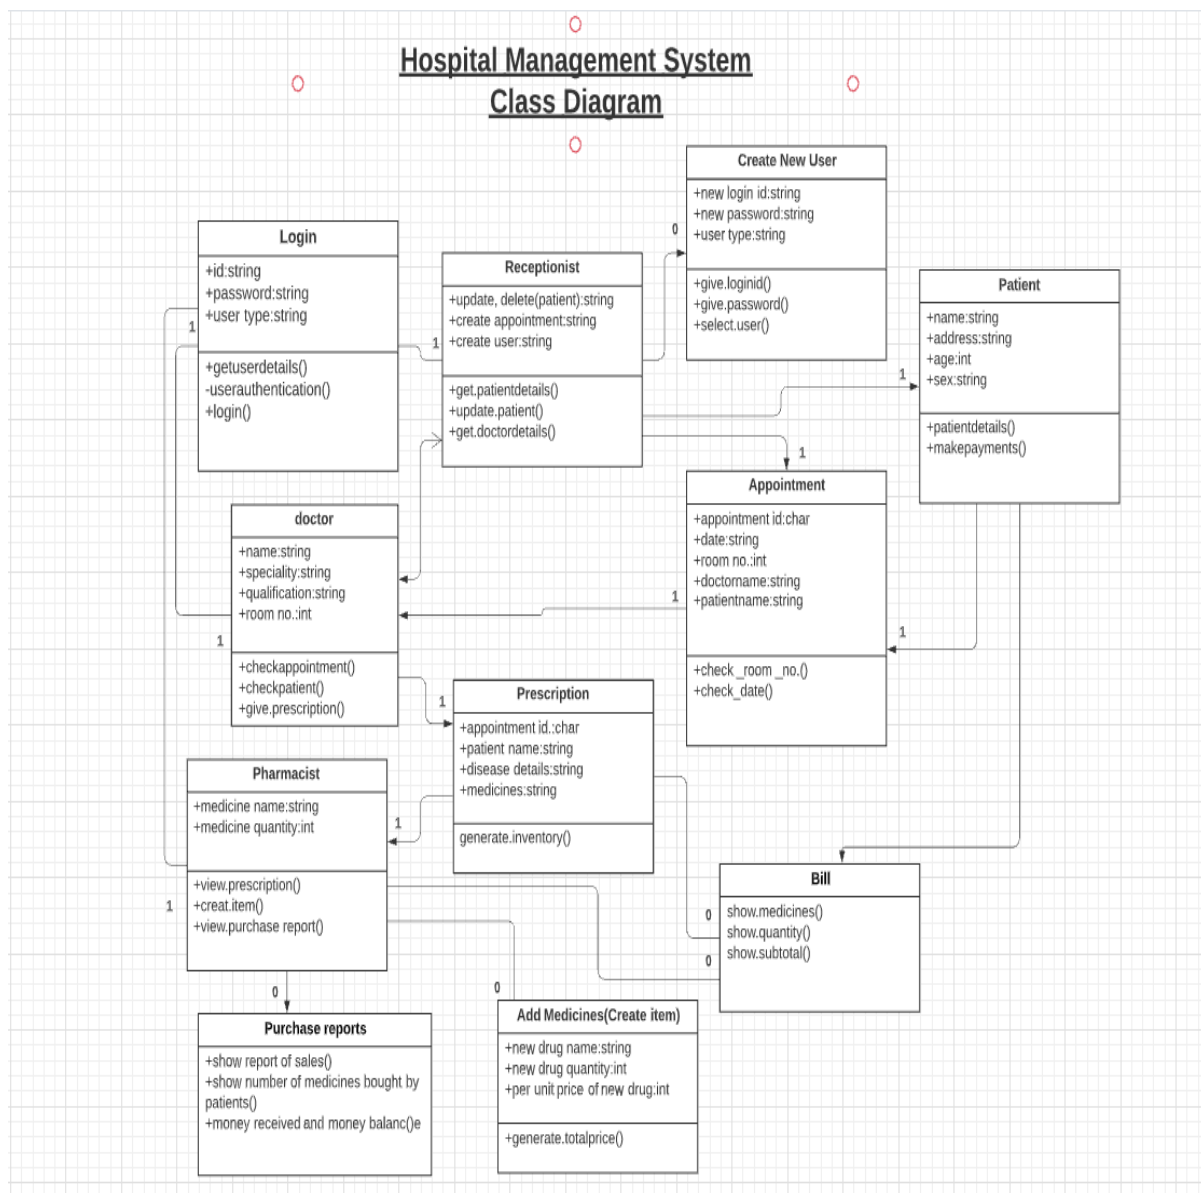 Hospital Management System
Class Diagram
Create New User
+new login id:string
+new password:string
+user type:string
+give.loginid()
+give.password()
+select.user()
0
Login
+id:string
+password:string
+user type:string
+getuserdetails()
-userauthentication()
+login()
1
Receptionist
+update, delete(patient):string
+create appointment:string
+create user:string
+get.patientdetails()
+update.patient()
+get.doctordetails()
1
Patient
+name:string
+address:string
+age:int
+sex:string
+patientdetails()
+makepayments()
1
1
Appointment
+appointment id:char
+date:string
+room no.:int
+doctorname:string
+patientname:string
+check _room _no.()
+check_date()
1
1
doctor
+name:string
+speciality:string
+qualification:string
+room no.:int
+checkappointment()
+checkpatient()
+give.prescription()
1
Prescription
+appointment id.:char
+patient name:string
+disease details:string
+medicines:string
generate.inventory()
1
Pharmacist
+medicine name:string
+medicine quantity:int
+view.prescription()
+creat.item()
+view.purchase report()
1
1
Bill
show.medicines()
show.quantity()
show.subtotal()
0
0
Purchase reports
+show report of sales()
+show number of medicines bought by
patients()
+money received and money balanc()e
0
Add Medicines(Create item)
+new drug name:string
+new drug quantity:int
+per unit price of new drug:int
+generate.totalprice()
0